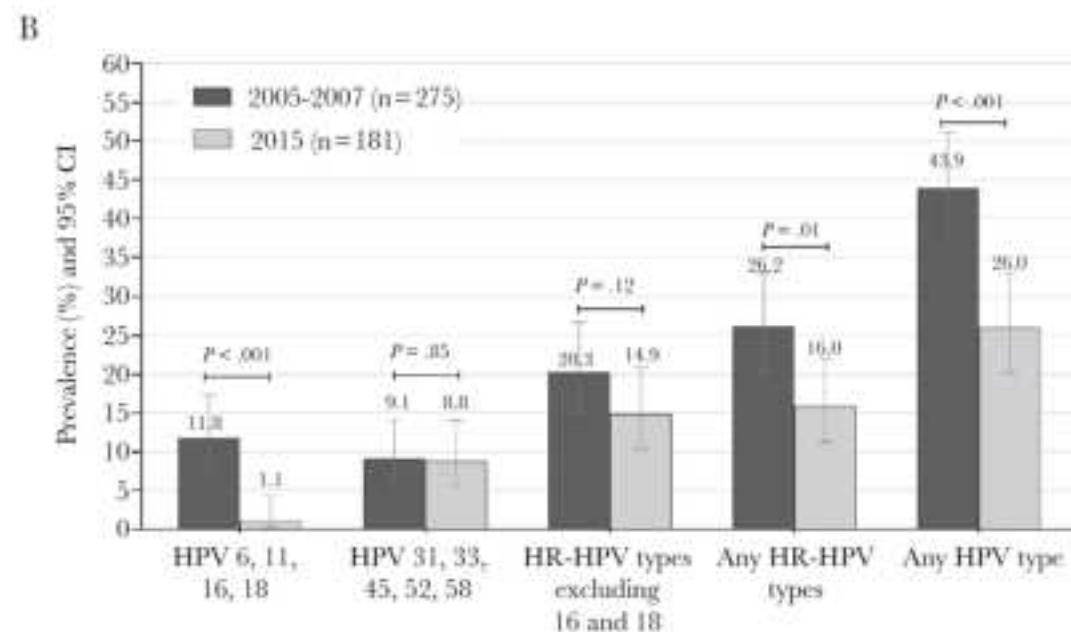 B
Prevalence (%) and 95% CI
60
55
50
45
40
35
30
25
20
15
10
5
0
2005-2007 (n=275)
2015 (n=181)
P < .001
11.8
1.1
P = .85
9.1
8.8
P = .12
20.3
14.9
P = .01
26.2
16.0
P < .001
43.9
26.0
HPV 6, 11,
16, 18
HPV 31, 33,
45, 52, 58
HR-HPV types
excluding
16 and 18
Any HR-HPV
types
Any HPV type